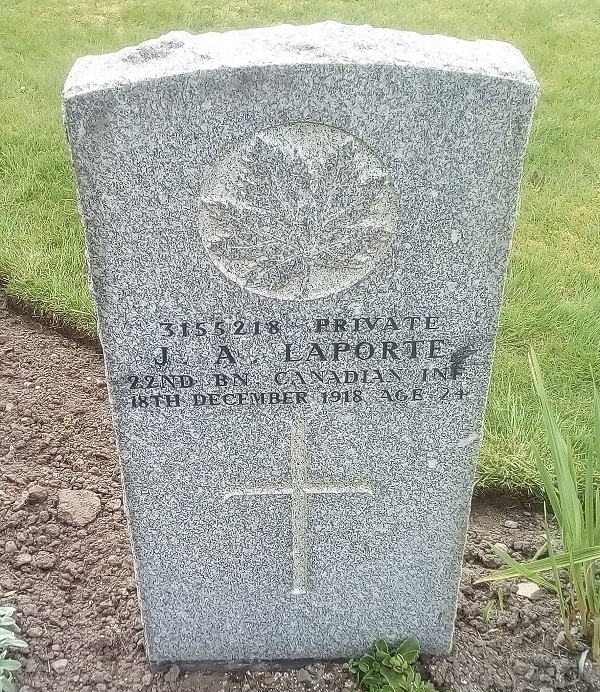 3155218 PRIVATE
J. A. LAPORTE
22ND BN. CANADIAN INF.
18TH DECEMBER 1918 AGE 24